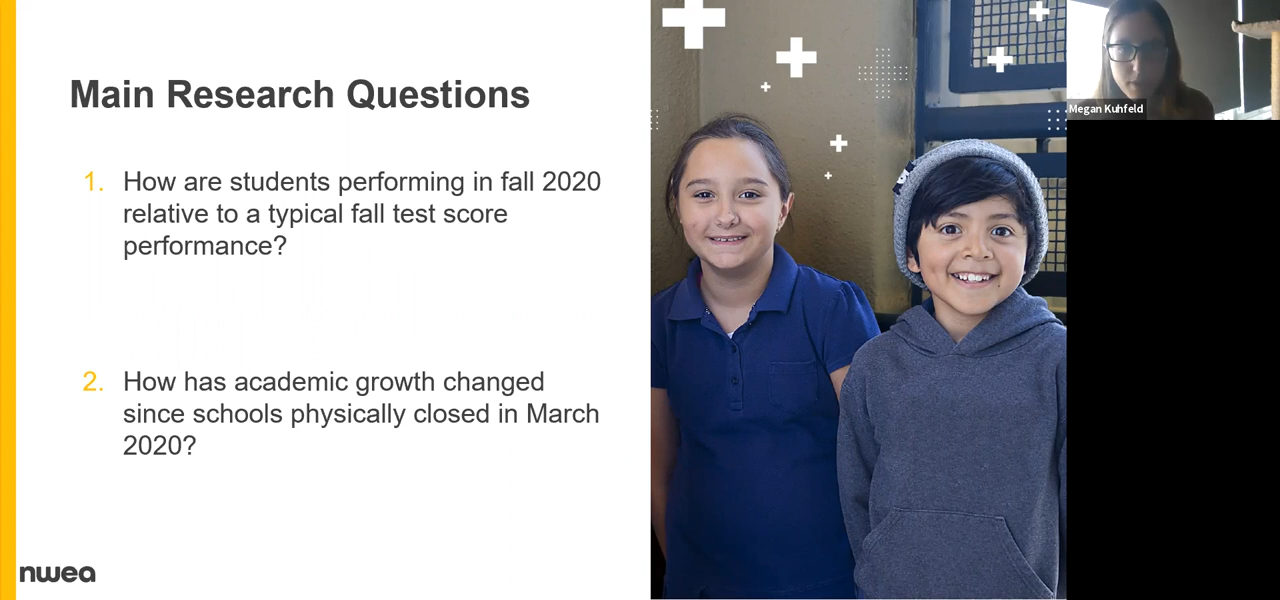 Main Research Questions
1. How are students performing in fall 2020
relative to a typical fall test score
performance?
2. How has academic growth changed
since schools physically closed in March
2020?
nwea
Megan Kuhfeld